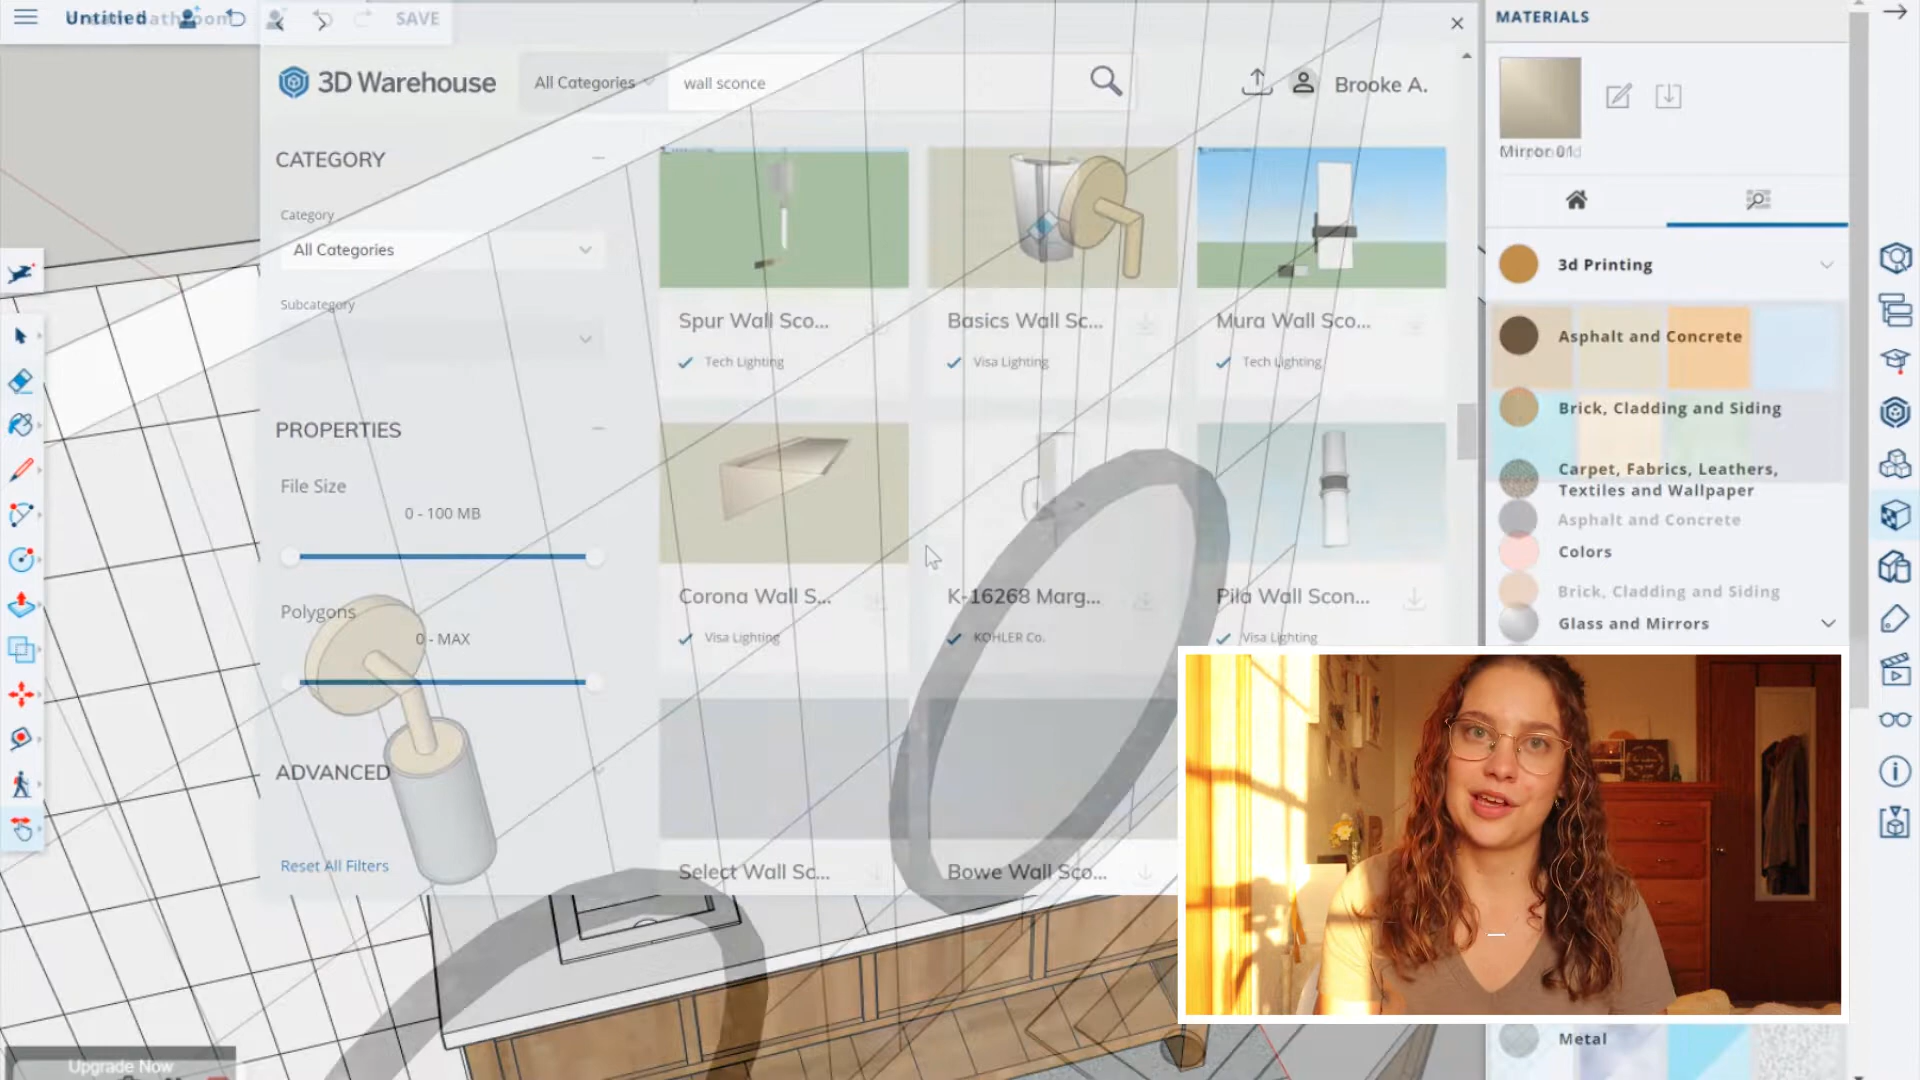 Untitled
SAVE
3D Warehouse
All Categories
wall sconce
Brooke A.
CATEGORY
Category
All Categories
Subcategory
PROPERTIES
File Size
0 - 100 MB
Polygons
0 - MAX
ADVANCED
Reset All Filters
Spur Wall Sco...
Tech Lighting
Basics Wall Sc...
Visa Lighting
Mura Wall Sco...
Tech Lighting
Corona Wall S...
Visa Lighting
K-16268 Marg...
KOHLER Co.
Pila Wall Scon...
Visa Lighting
Select Wall Sc...
Bowe Wall Sco...
MATERIALS
Mirror 01
3d Printing
Asphalt and Concrete
Brick, Cladding and Siding
Carpet, Fabrics, Leathers,
Textiles and Wallpaper
Asphalt and Concrete
Colors
Brick, Cladding and Siding
Glass and Mirrors
Metal
Upgrade Now